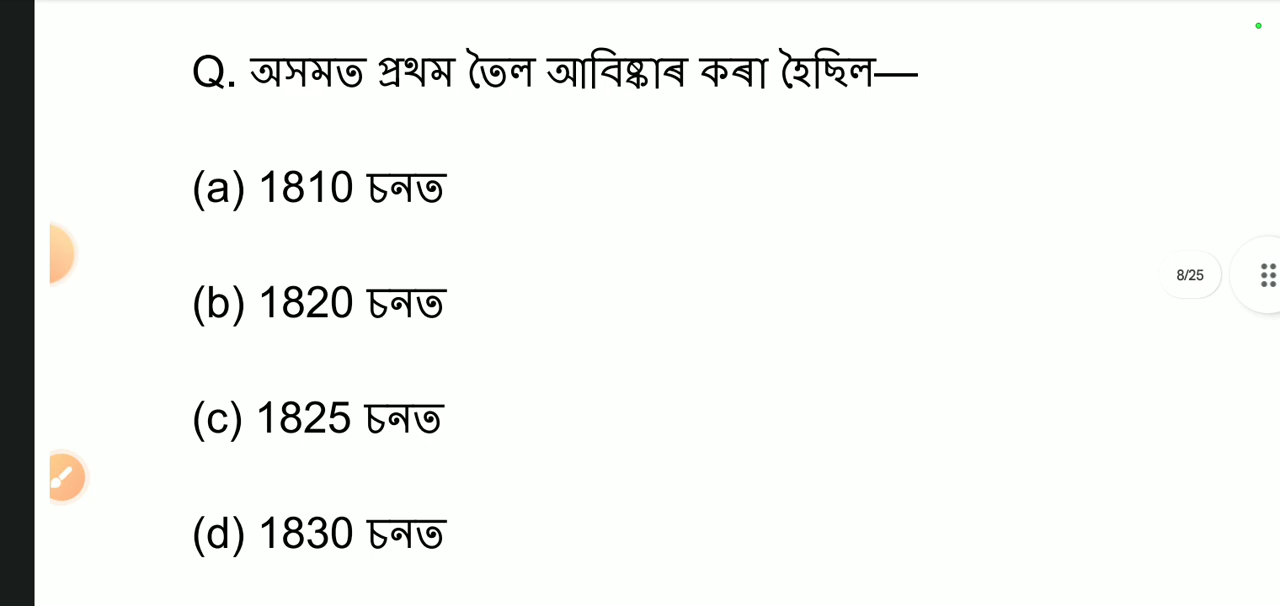 Q. অসমত প্ৰথম তৈল আবিষ্কাৰ কৰা হৈছিল—
(a) 1810 চনত
(b) 1820 চনত
8/25
(c) 1825 চনত
(d) 1830 চনত